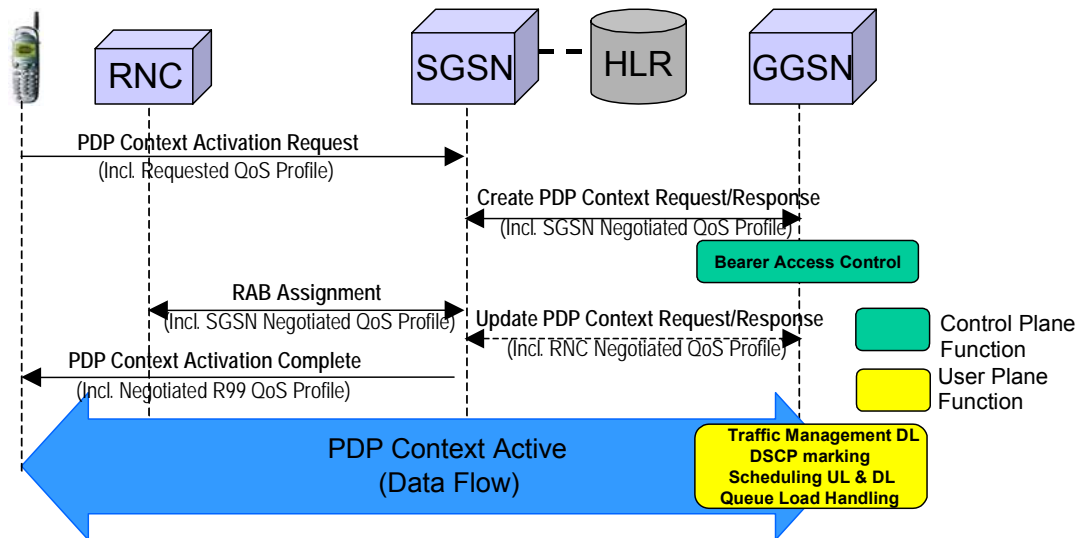 RNC
SGSN
HLR
GGSN
PDP Context Activation Request
(Incl. Requested QoS Profile)
Create PDP Context Request/Response
(Incl. SGSN Negotiated QoS Profile)
Bearer Access Control
RAB Assignment
(Incl. SGSN Negotiated QoS Profile)
Update PDP Context Request/Response
(Incl. RNC Negotiated QoS Profile)
Control Plane
Function
PDP Context Activation Complete
(Incl. Negotiated R99 QoS Profile)
User Plane
Function
PDP Context Active
(Data Flow)
Traffic Management DL
DSCP marking
Scheduling UL & DL
Queue Load Handling